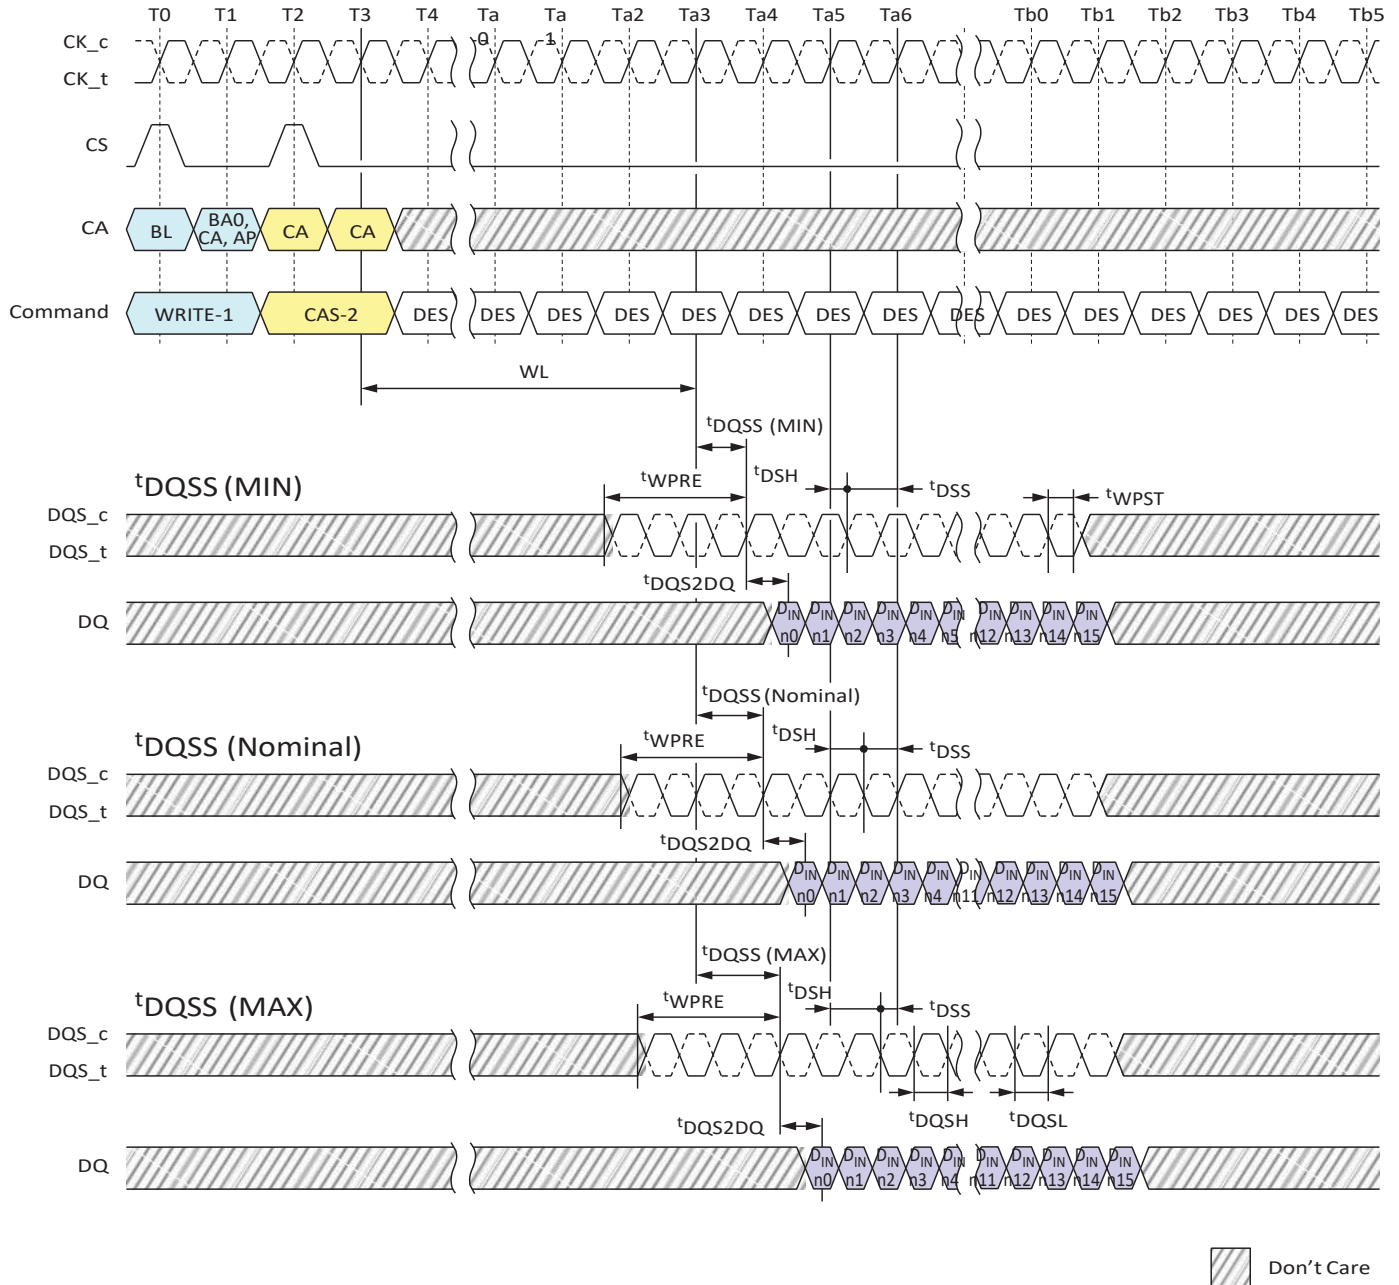 T0 T1 T2 T3 T4 Ta0 Ta1 Ta2 Ta3 Ta4 Ta5 Ta6 Tb0 Tb1 Tb2 Tb3 Tb4 Tb5
CK_c
CK_t
CS
CA BL BA0, CA, AP CA CA
Command WRITE-1 CAS-2 DES DES DES DES DES DES DES DES DES DES DES DES DES DES DES
WL
tDQSS (MIN)
tDQSS (MIN) tWPRE tDSH tDSS tWPST
DQS_c
DQS_t
tDQS2DQ
DQ DIN n0 DIN n1 DIN n2 DIN n3 DIN n4 DIN n5 DIN n12 DIN n13 DIN n14 DIN n15
tDQSS (Nominal)
tDQSS (Nominal) tWPRE tDSH tDSS
DQS_c
DQS_t
tDQS2DQ
DQ DIN n0 DIN n1 DIN n2 DIN n3 DIN n4 DIN n11 DIN n12 DIN n13 DIN n14 DIN n15
tDQSS (MAX)
tDQSS (MAX) tWPRE tDSH tDSS
DQS_c
DQS_t
tDQSH tDQSL
tDQS2DQ
DQ DIN n0 DIN n1 DIN n2 DIN n3 DIN n4 DIN n11 DIN n12 DIN n13 DIN n14 DIN n15
Don't Care